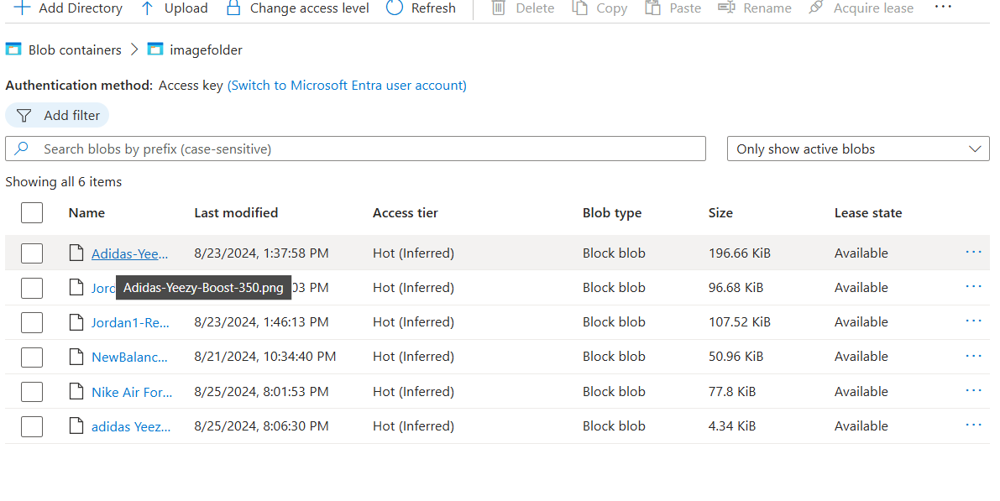 Add Directory Upload Change access level Refresh Delete Copy Paste Rename Acquire lease ...
Blob containers > imagefolder
Authentication method: Access key (Switch to Microsoft Entra user account)
Add filter
Search blobs by prefix (case-sensitive) Only show active blobs
Showing all 6 items
Name Last modified Access tier Blob type Size Lease state
Adidas-Yee... 8/23/2024, 1:37:58 PM Hot (Inferred) Block blob 196.66 KiB Available ...
Jord Adidas-Yeezy-Boost-350.png 03 PM Hot (Inferred) Block blob 96.68 KiB Available ...
Jordan1-Re... 8/23/2024, 1:46:13 PM Hot (Inferred) Block blob 107.52 KiB Available ...
NewBalanc... 8/21/2024, 10:34:40 PM Hot (Inferred) Block blob 50.96 KiB Available ...
Nike Air For... 8/25/2024, 8:01:53 PM Hot (Inferred) Block blob 77.8 KiB Available ...
adidas Yeez... 8/25/2024, 8:06:30 PM Hot (Inferred) Block blob 4.34 KiB Available ...